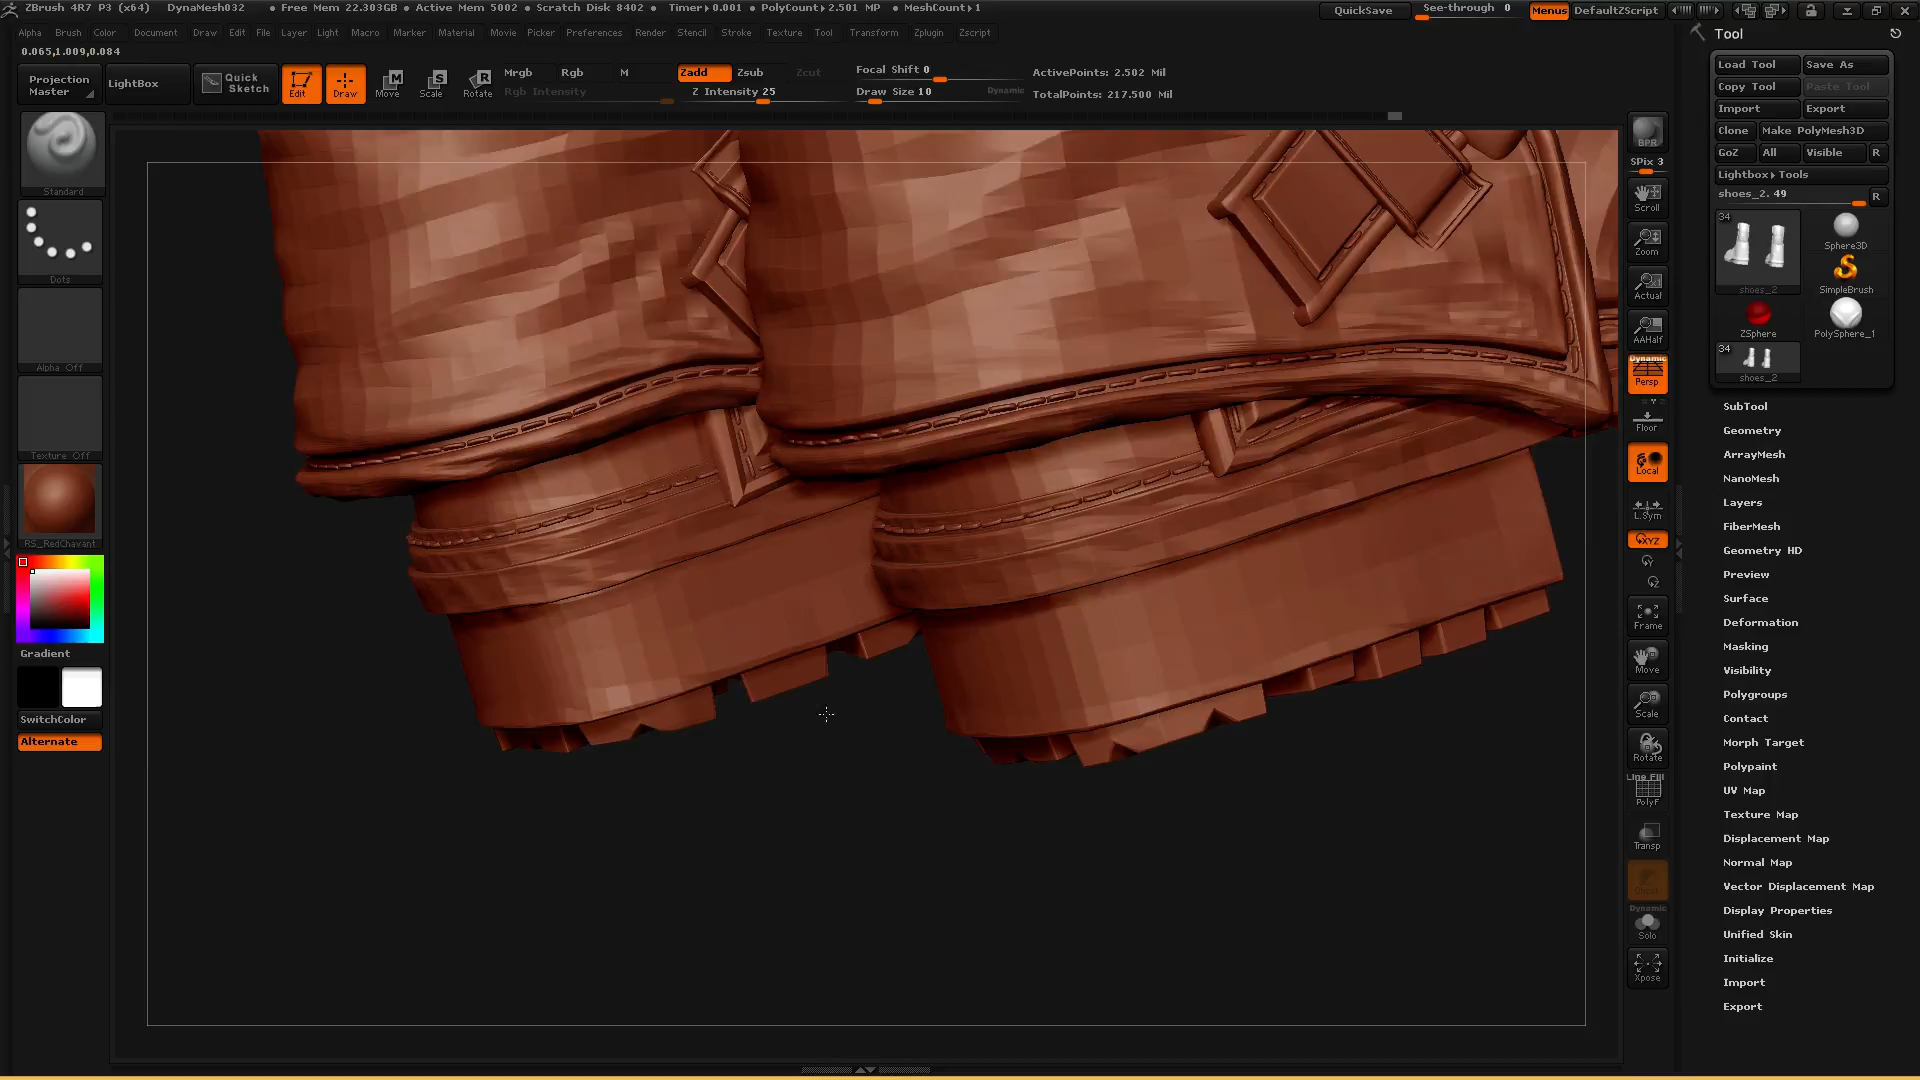 ZBrush 4R7 P3 (x64) DynaMesh032 • Free Mem 22.303GB • Active Mem 5002 • Scratch Disk 8402 • Timer▸0.001 • PolyCount▸2.501 MP • MeshCount▸1 QuickSave See-through 0 Menus DefaultZScript
Alpha Brush Color Document Draw Edit File Layer Light Macro Marker Material Movie Picker Preferences Render Stencil Stroke Texture Tool Transform Zplugin Zscript
0.065,1.009,0.084
Projection Master
LightBox
Quick Sketch
Edit
Draw
Move
Scale
Rotate
Mrgb Rgb M
Rgb Intensity
Zadd Zsub Zcut
Z Intensity 25
Focal Shift 0
Draw Size 10 Dynamic
ActivePoints: 2.502 Mil
TotalPoints: 217.500 Mil
Standard
Dots
Alpha Off
Texture Off
RS_RedChavant
Gradient
SwitchColor
Alternate
BPR
SPix 3
Scroll
Zoom
Actual
AAHalf
Dynamic
Persp
Floor
Local
L.Sym
XYZ
Y
Z
Frame
Move
Scale
Rotate
Line Fill
PolyF
Transp
Ghost
Dynamic
Solo
Xpose
Tool
Load Tool Save As
Copy Tool Paste Tool
Import Export
Clone Make PolyMesh3D
GoZ All Visible R
Lightbox▸Tools
shoes_2. 49 R
34
shoes_2
Sphere3D
SimpleBrush
ZSphere
PolySphere_1
34
shoes_2
SubTool
Geometry
ArrayMesh
NanoMesh
Layers
FiberMesh
Geometry HD
Preview
Surface
Deformation
Masking
Visibility
Polygroups
Contact
Morph Target
Polypaint
UV Map
Texture Map
Displacement Map
Normal Map
Vector Displacement Map
Display Properties
Unified Skin
Initialize
Import
Export